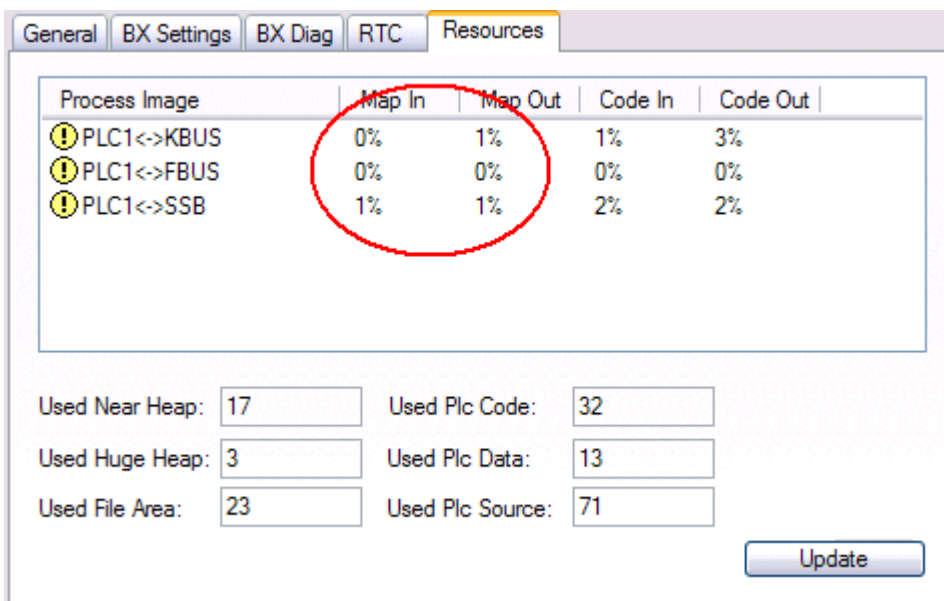 General BX Settings BX Diag RTC Resources
Process Image Map In Map Out Code In Code Out
PLC1<->KBUS 0% 1% 1% 3%
PLC1<->FBUS 0% 0% 0% 0%
PLC1<->SSB 1% 1% 2% 2%
Used Near Heap: 17 Used Plc Code: 32
Used Huge Heap: 3 Used Plc Data: 13
Used File Area: 23 Used Plc Source: 71
Update